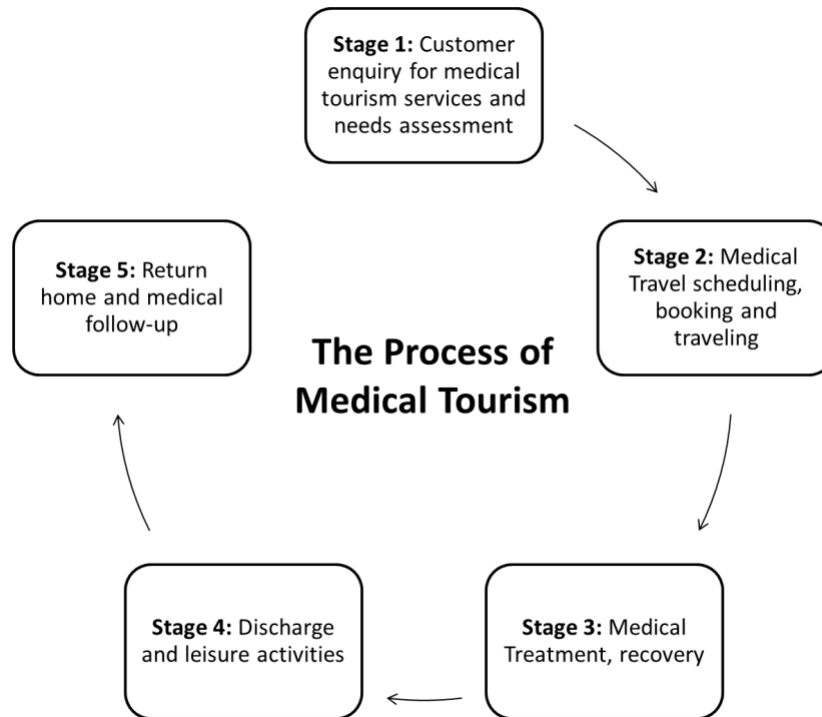 Stage 1: Customer
enquiry for medical
tourism services and
needs assessment
Stage 2: Medical
Travel scheduling,
booking and
traveling
Stage 3: Medical
Treatment, recovery
Stage 4: Discharge
and leisure activities
Stage 5: Return
home and medical
follow-up
The Process of
Medical Tourism